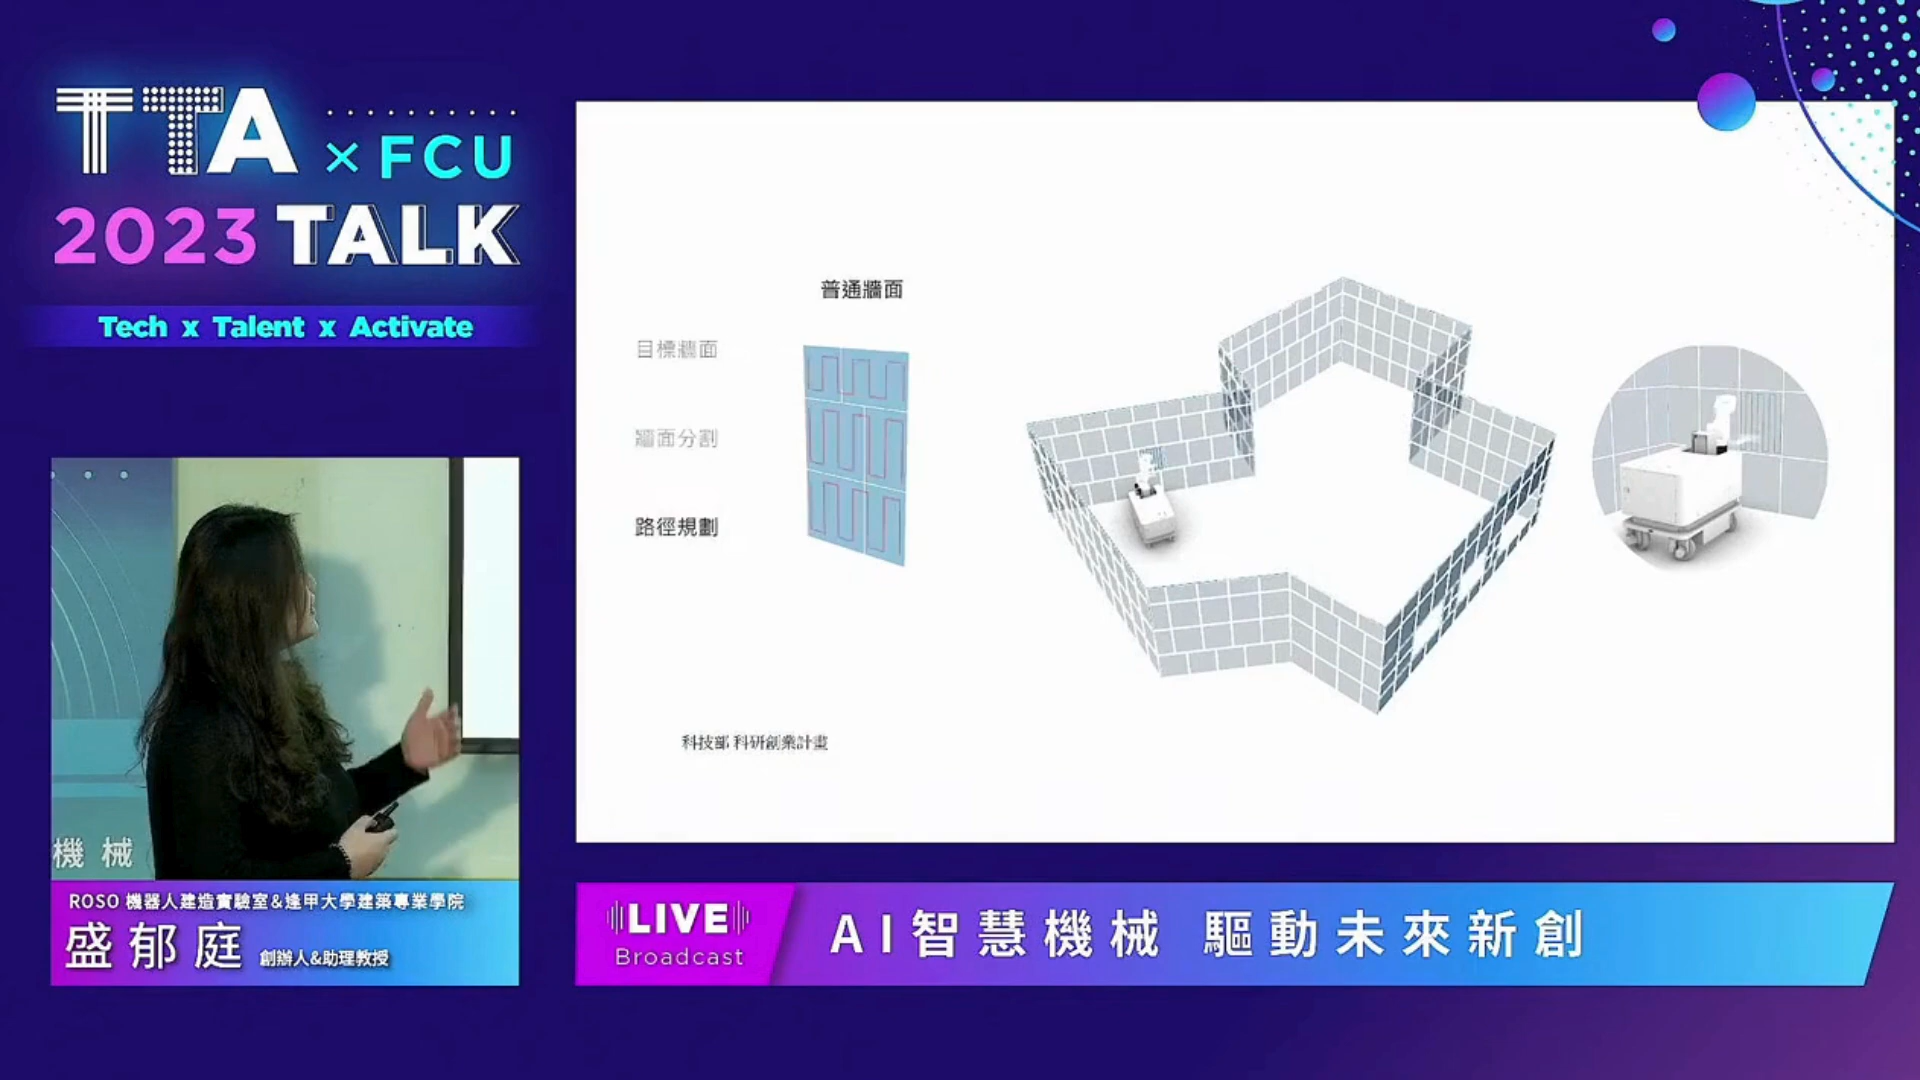 TTA × FCU
2023 TALK
Tech x Talent x Activate
普通牆面
目標牆面
牆面分割
路徑規劃
科技部 科研創業計畫
機械
ROSO 機器人建造實驗室&逢甲大學建築專業學院
盛郁庭 創辦人&助理教授
LIVE
Broadcast
AI智慧機械 驅動未來新創